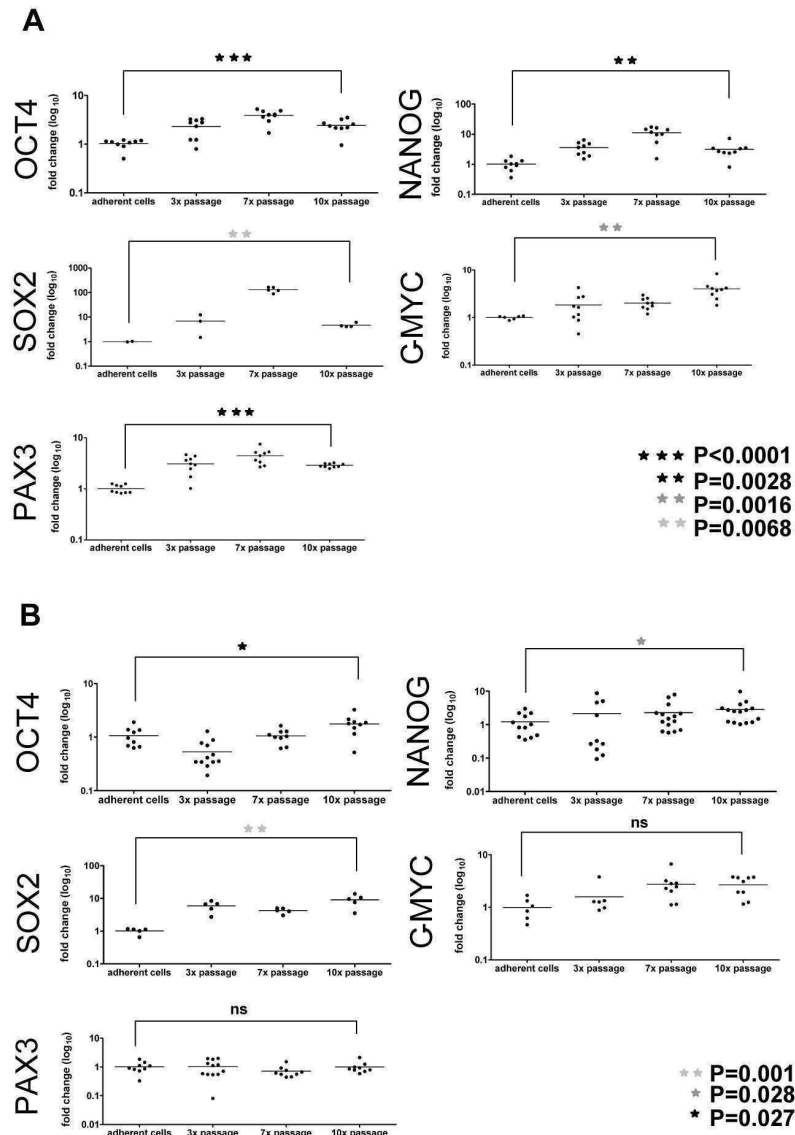 A
OCT4
fold change (log10)
10
1
0.1
adherent cells 3x passage 7x passage 10x passage
★★★
NANOG
fold change (log10)
100
10
1
0.1
adherent cells 3x passage 7x passage 10x passage
★★
SOX2
fold change (log10)
1000
100
10
1
0.1
adherent cells 3x passage 7x passage 10x passage
★★
C-MYC
fold change (log10)
10
1
0.1
adherent cells 3x passage 7x passage 10x passage
★★
PAX3
fold change (log10)
10
1
0.1
adherent cells 3x passage 7x passage 10x passage
★★★
★★★ P<0.0001
★★ P=0.0028
★★ P=0.0016
★★ P=0.0068
B
OCT4
fold change (log10)
10
1
0.1
adherent cells 3x passage 7x passage 10x passage
★
NANOG
fold change (log10)
100
10
1
0.1
0.01
adherent cells 3x passage 7x passage 10x passage
★
SOX2
fold change (log10)
100
10
1
0.1
adherent cells 3x passage 7x passage 10x passage
★★
C-MYC
fold change (log10)
10
1
0.1
adherent cells 3x passage 7x passage 10x passage
ns
PAX3
fold change (log10)
10
1
0.1
0.01
adherent cells 3x passage 7x passage 10x passage
ns
★★ P=0.001
★ P=0.028
★ P=0.027